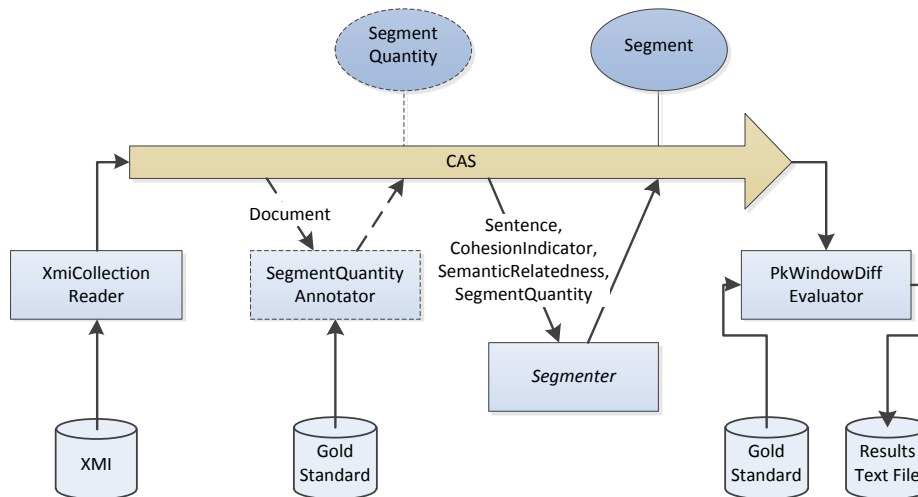 Segment
Quantity
Segment
CAS
Document
Sentence,
CohesionIndicator,
SemanticRelatedness,
SegmentQuantity
XmiCollection
Reader
SegmentQuantity
Annotator
PkWindowDiff
Evaluator
Segmenter
XMI
Gold
Standard
Gold
Standard
Results
Text File